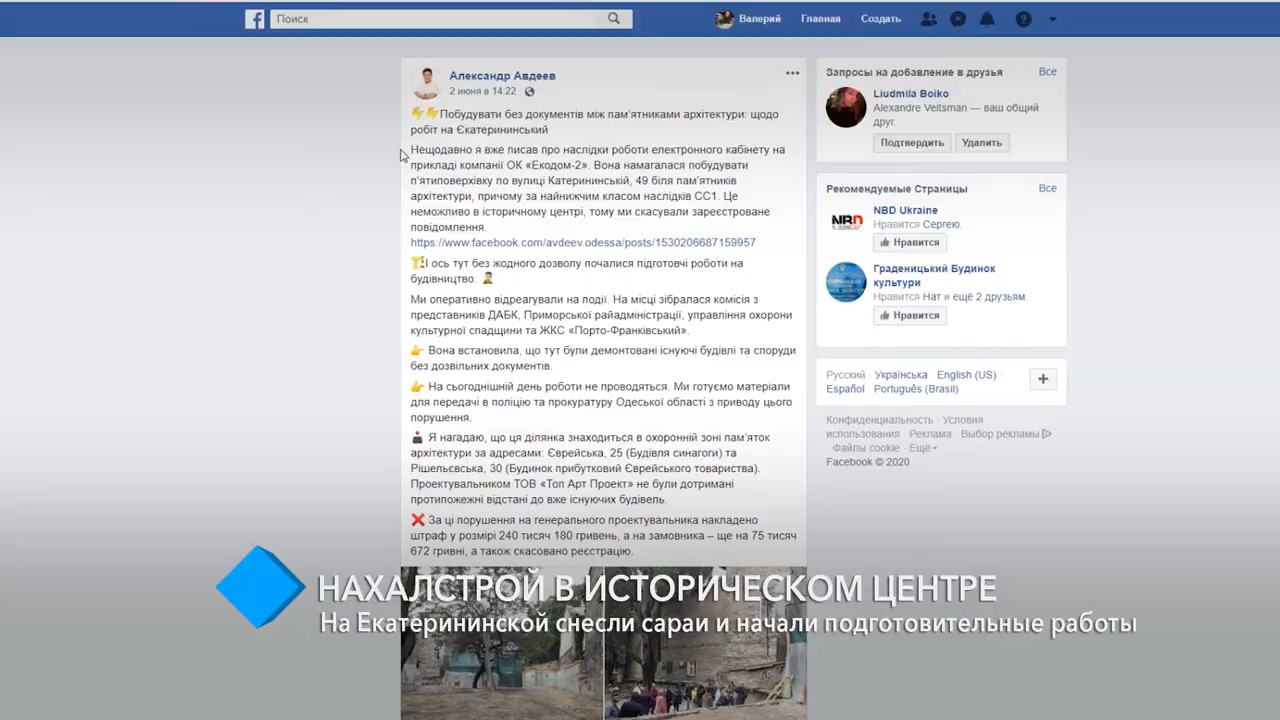 Поиск
Валерий
Главная
Создать
Александр Авдеев
2 июня в 14:22
Побудувати без документів між пам'ятниками архітектури: щодо
робіт на Єкатерининський
Нещодавно я вже писав про наслідки роботи електронного кабінету на
прикладі компанії ОК «Екодом-2». Вона намагалася побудувати
п'ятиповерхівку по вулиці Катерининській, 49 біля пам'ятників
архітектури, причому за найнижчим класом наслідків СС1. Це
неможливо в історичному центрі, тому ми скасували зареєстроване
повідомлення.
https://www.facebook.com/avdeev.odessa/posts/1530206687159957
І ось тут без жодного дозволу почалися підготовчі роботи на
будівництво.
Ми оперативно відреагували на події. На місці зібралася комісія з
представників ДАБК, Приморської райадміністрації, управління охорони
культурної спадщини та ЖКС «Порто-Франківський».
Вона встановила, що тут були демонтовані існуючі будівлі та споруди
без дозвільних документів.
На сьогоднішній день роботи не проводяться. Ми готуємо матеріали
для передачі в поліцію та прокуратуру Одеської області з приводу цього
порушення.
Я нагадаю, що ця ділянка знаходиться в охоронній зоні пам'яток
архітектури за адресами: Єврейська, 25 (Будівля синагоги) та
Рішельєвська, 30 (Будинок прибутковий Єврейського товариства).
Проектувальником ТОВ «Топ Арт Проект» не були дотримані
протипожежні відстані до вже існуючих будівель.
За ці порушення на генерального проектувальника накладено
штраф у розмірі 240 тисяч 180 гривень, а на замовника – ще на 75 тисяч
672 гривні, а також скасовано реєстрацію.
Запросы на добавление в друзья
Все
Liudmila Boiko
Alexandre Veitsman — ваш общий
друг.
Подтвердить
Удалить
Рекомендуемые Страницы
Все
NBD
NBD Ukraine
Нравится Сергею.
Нравится
Граденицький Будинок
культури
Нравится Нат и ещё 2 друзьям.
Нравится
Русский · Українська · English (US) ·
Español · Português (Brasil)
Конфиденциальность · Условия
использования · Реклама · Выбор рекламы
· Файлы cookie · Ещё
Facebook © 2020
НАХАЛСТРОЙ В ИСТОРИЧЕСКОМ ЦЕНТРЕ
На Екатерининской снесли сараи и начали подготовительные работы